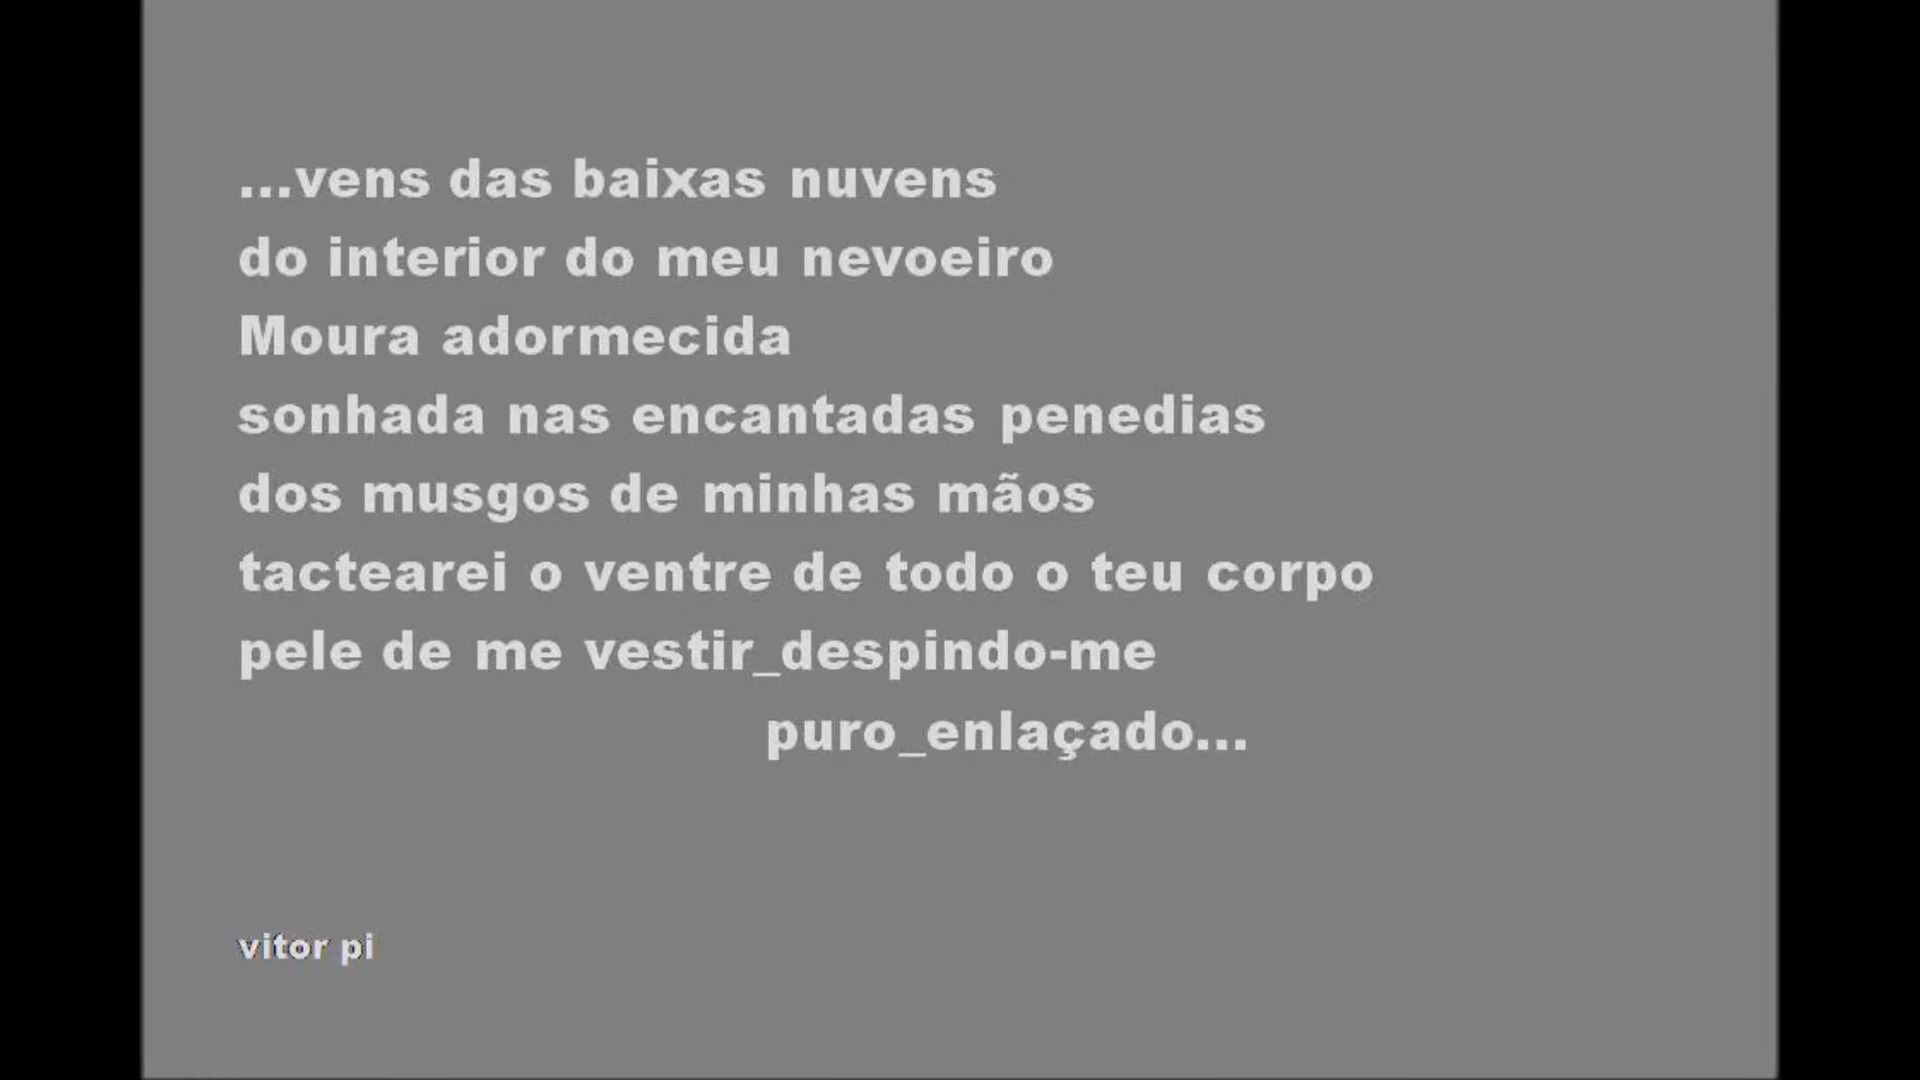 ...vens das baixas nuvens
do interior do meu nevoeiro
Moura adormecida
sonhada nas encantadas penedias
dos musgos de minhas mãos
tactearei o ventre de todo o teu corpo
pele de me vestir_despindo-me
puro_enlaçado...
vitor pi